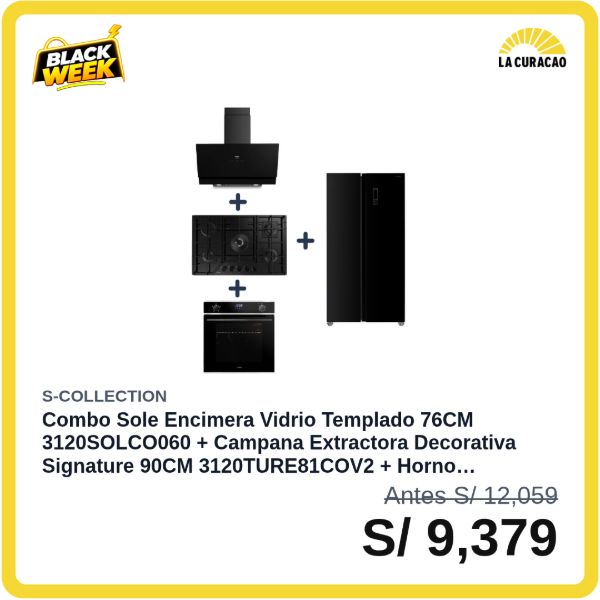 BLACK
WEEK
LA CURACAO
S-COLLECTION
Combo Sole Encimera Vidrio Templado 76CM
3120SOLCO060 + Campana Extractora Decorativa
Signature 90CM 3120TURE81COV2 + Horno…
Antes S/ 12,059
S/ 9,379